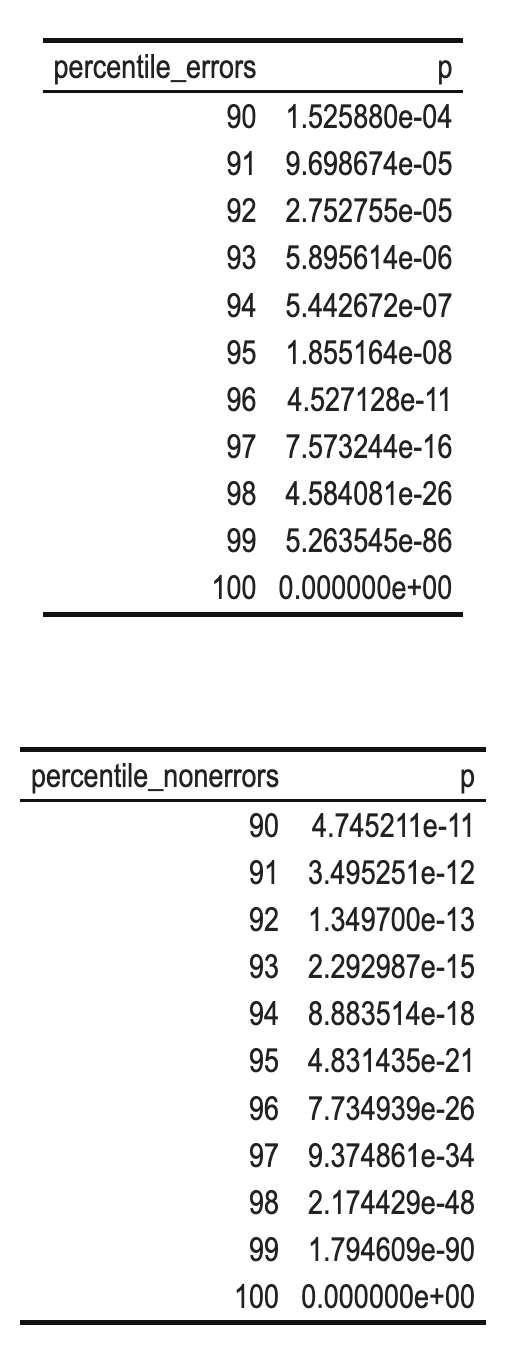 percentile_errors p
90 1.525880e-04
91 9.698674e-05
92 2.752755e-05
93 5.895614e-06
94 5.442672e-07
95 1.855164e-08
96 4.527128e-11
97 7.573244e-16
98 4.584081e-26
99 5.263545e-86
100 0.000000e+00
percentile_nonerrors p
90 4.745211e-11
91 3.495251e-12
92 1.349700e-13
93 2.292987e-15
94 8.883514e-18
95 4.831435e-21
96 7.734939e-26
97 9.374861e-34
98 2.174429e-48
99 1.794609e-90
100 0.000000e+00